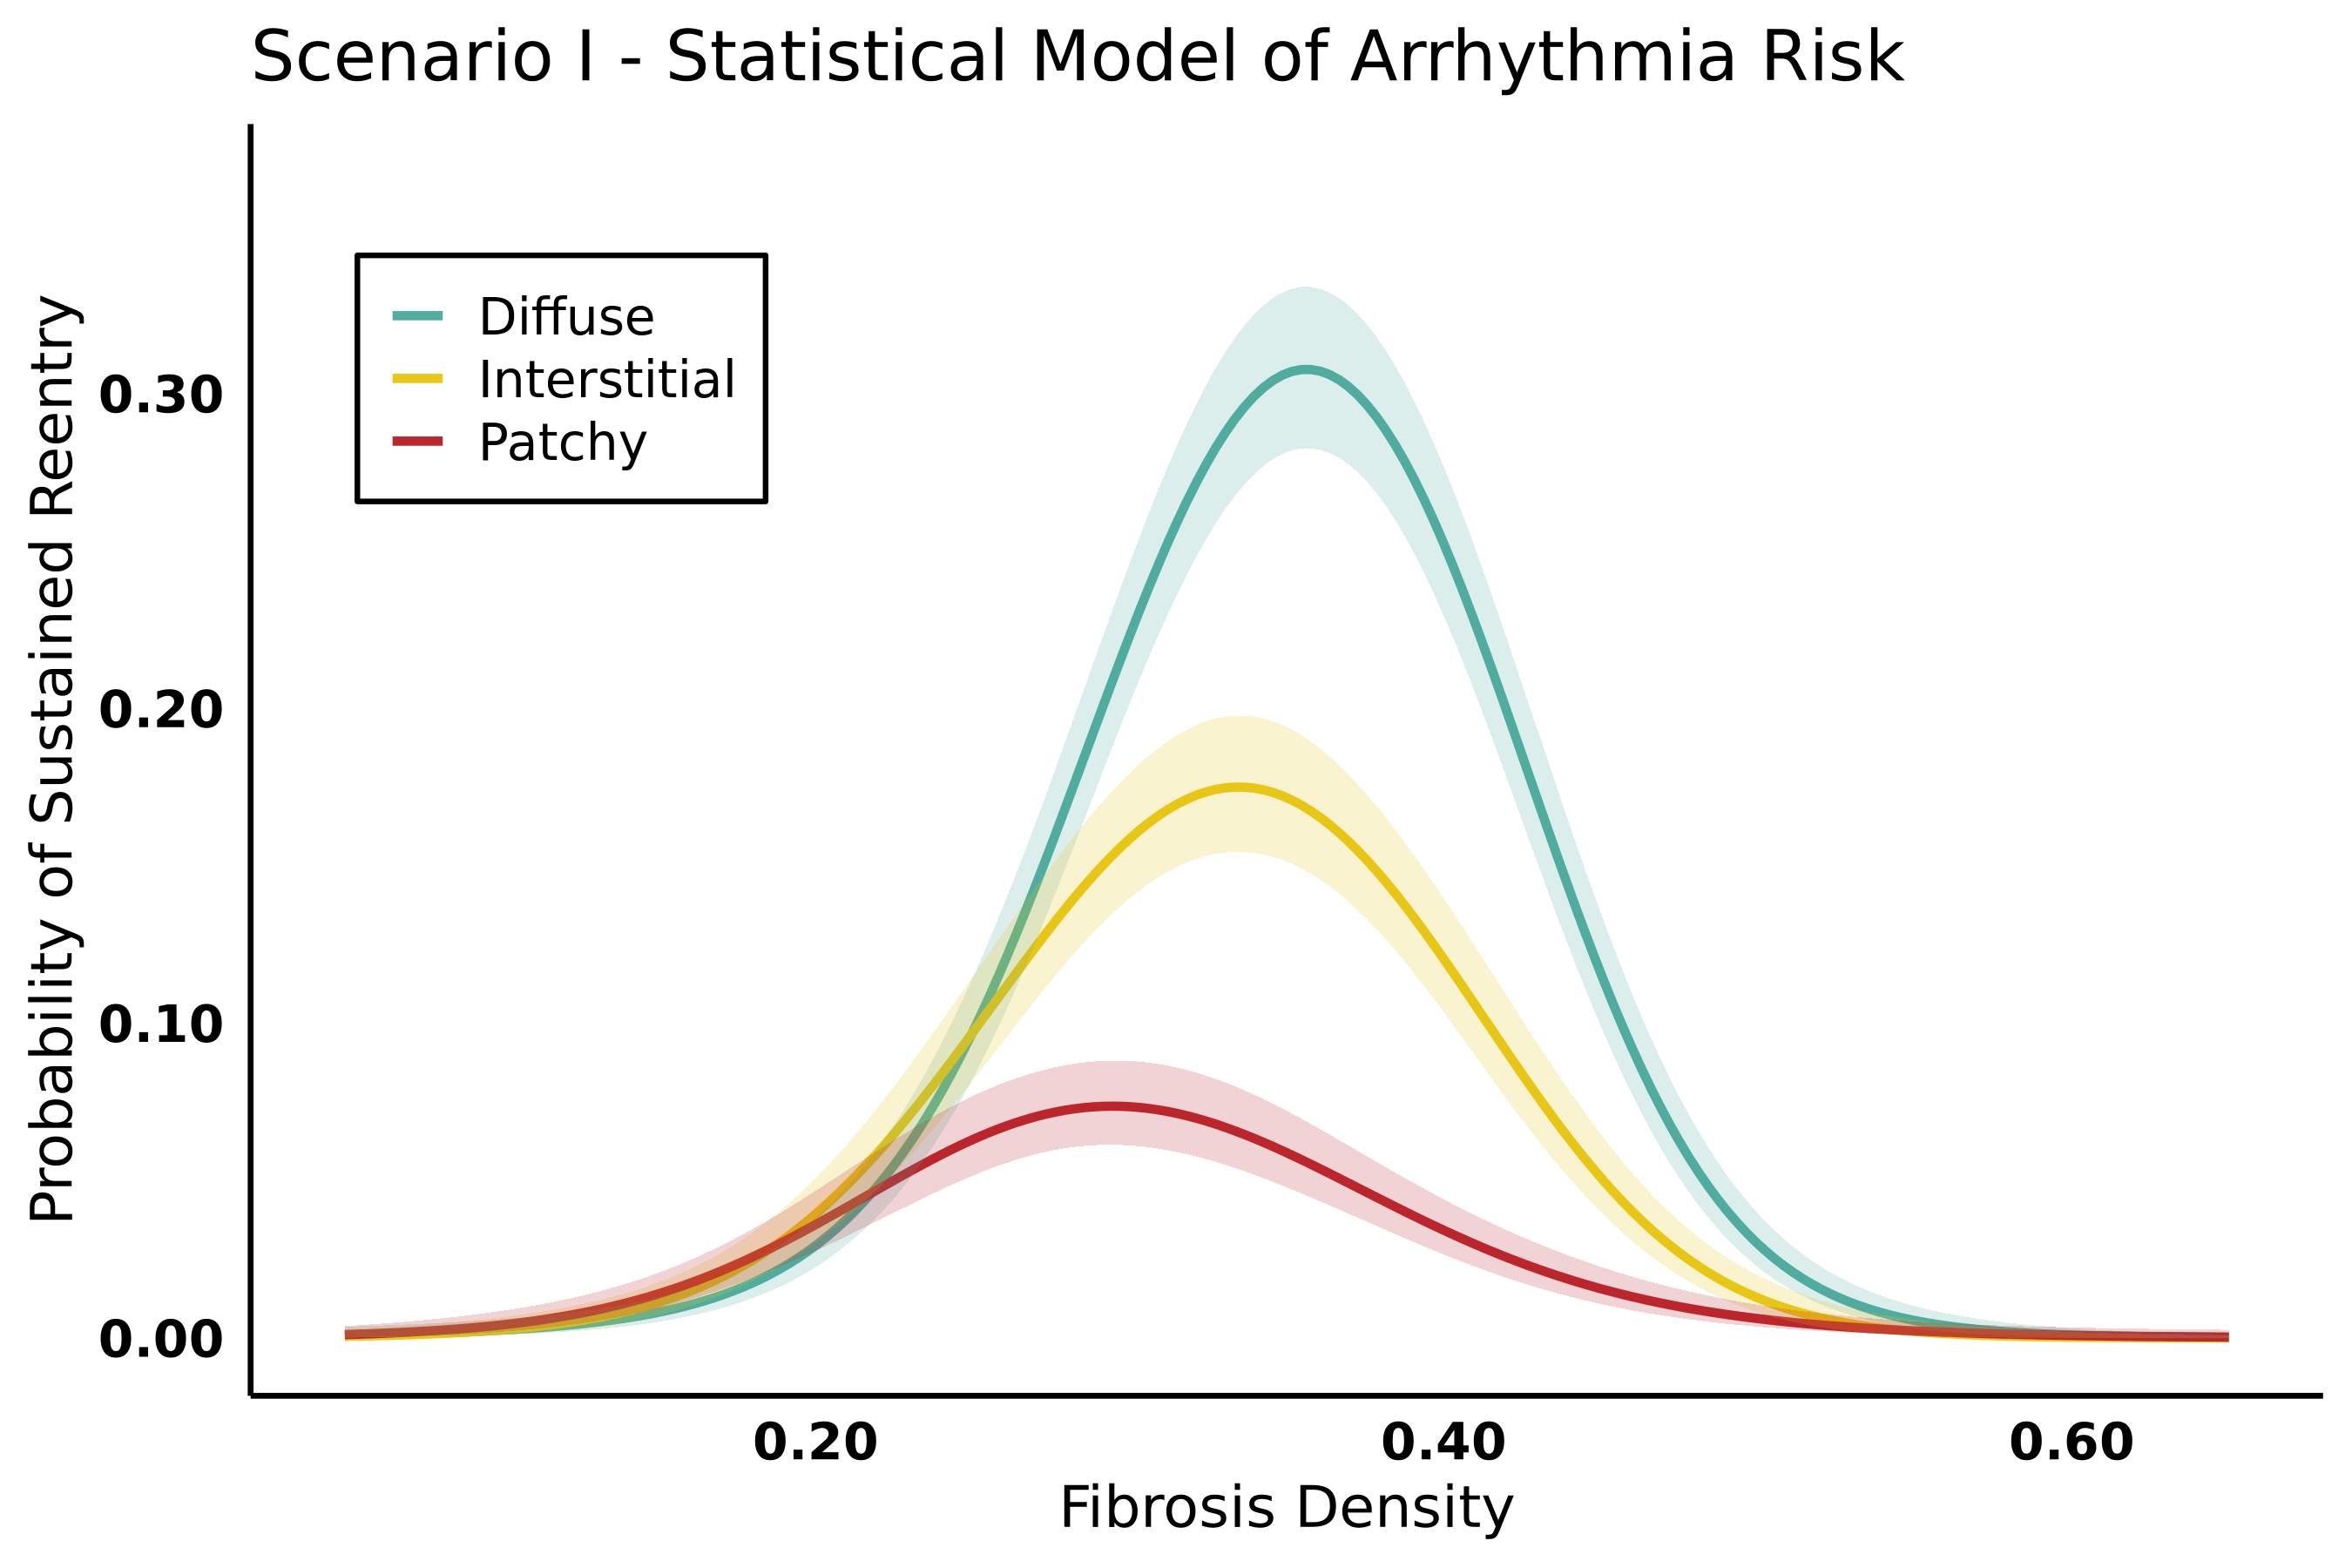 Scenario I - Statistical Model of Arrhythmia Risk
Probability of Sustained Reentry
0.30
0.20
0.10
0.00
Diffuse
Interstitial
Patchy
0.20 0.40 0.60
Fibrosis Density